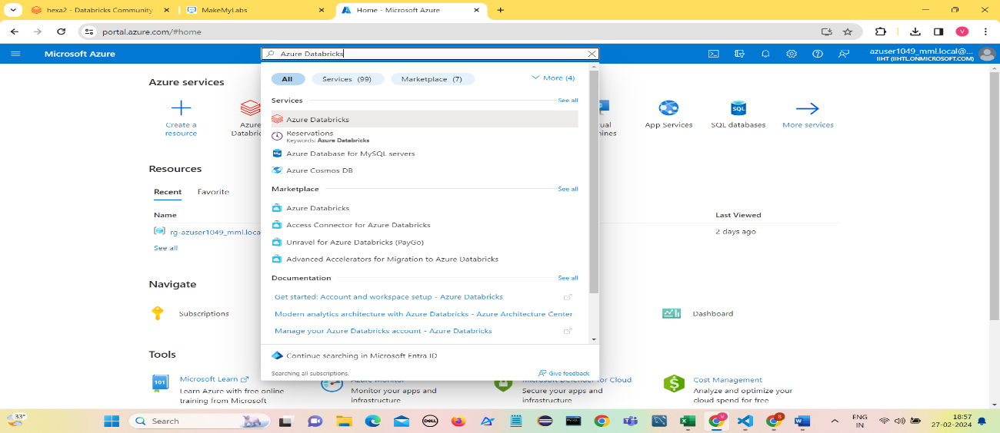 hexa2 - Databricks Community
MakeMyLabs
Home - Microsoft Azure
portal.azure.com/#home
Microsoft Azure
Azure Databricks
azuser1049_mml.local@...
IIHT (IIHTL.ONMICROSOFT.COM)
Azure services
Create a
resource
Azure
Databric
All
Services (99)
Marketplace (7)
More (4)
Services
See all
Azure Databricks
Reservations
Keywords: Azure Databricks
Azure Database for MySQL servers
Azure Cosmos DB
Marketplace
See all
Azure Databricks
Access Connector for Azure Databricks
Unravel for Azure Databricks (PayGo)
Advanced Accelerators for Migration to Azure Databricks
Documentation
See all
Get started: Account and workspace setup - Azure Databricks
Modern analytics architecture with Azure Databricks - Azure Architecture Center
Manage your Azure Databricks account - Azure Databricks
Continue searching in Microsoft Entra ID
Searching all subscriptions.
Give feedback
ual
ines
App Services
SQL
SQL databases
More services
Resources
Recent
Favorite
Name
Last Viewed
rg-azuser1049_mml.loca
2 days ago
See all
Navigate
Subscriptions
Dashboard
Tools
101
Microsoft Learn
Learn Azure with free online
training from Microsoft
Azure Monitor
Monitor your apps and
infrastructure
Microsoft Defender for Cloud
Secure your apps and
infrastructure
Cost Management
Analyze and optimize your
cloud spend for free
33°
Search
DELL
ENG
IN
18:57
27-02-2024